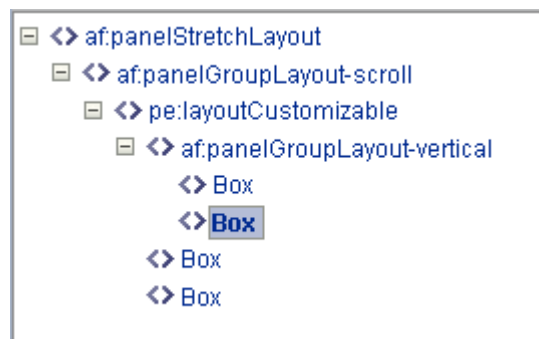 af:panelStretchLayout
af:panelGroupLayout-scroll
pe:layoutCustomizable
af:panelGroupLayout-vertical
Box
Box
Box
Box